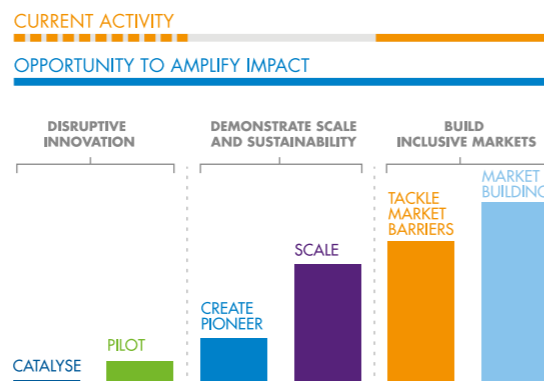 CURRENT ACTIVITY
OPPORTUNITY TO AMPLIFY IMPACT
DISRUPTIVE
INNOVATION
DEMONSTRATE SCALE
AND SUSTAINABILITY
BUILD
INCLUSIVE MARKETS
CATALYSE
PILOT
CREATE
PIONEER
SCALE
TACKLE
MARKET
BARRIERS
MARKET
BUILDING